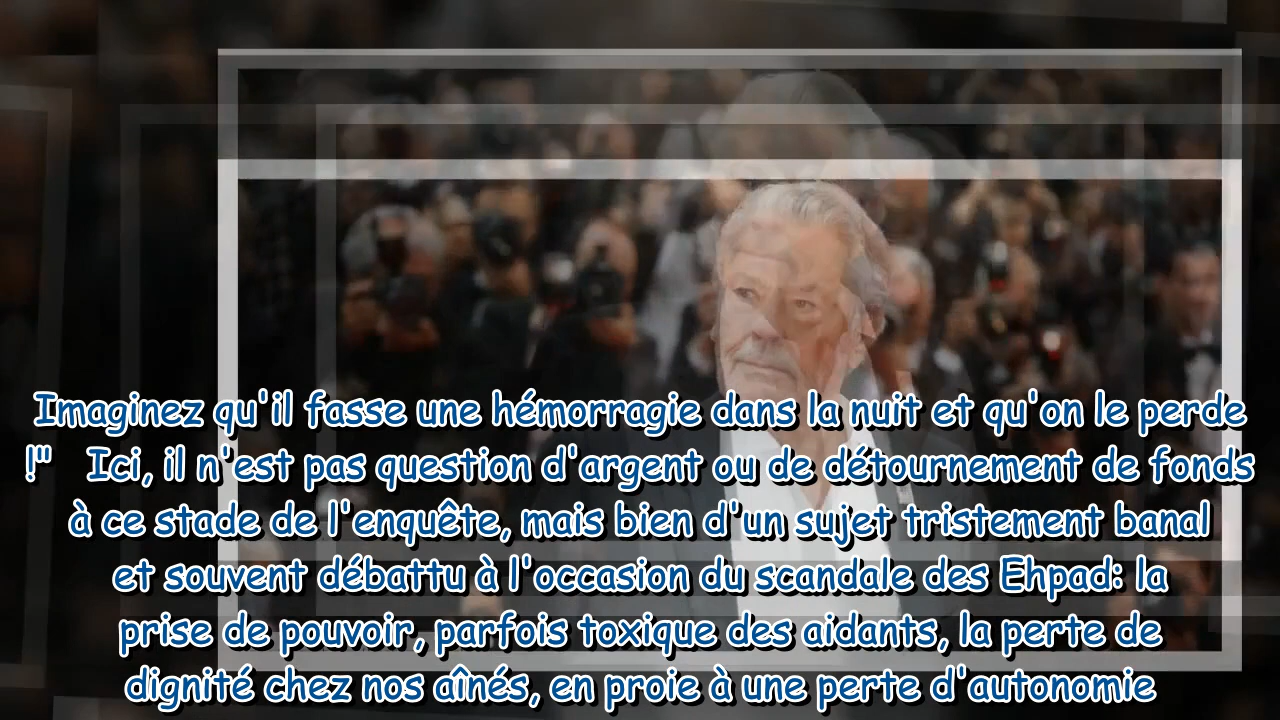 Imaginez qu'il fasse une hémorragie dans la nuit et qu'on le perde
!"   Ici, il n'est pas question d'argent ou de détournement de fonds
à ce stade de l'enquête, mais bien d'un sujet tristement banal
et souvent débattu à l'occasion du scandale des Ehpad: la
prise de pouvoir, parfois toxique des aidants, la perte de
dignité chez nos aînés, en proie à une perte d'autonomie